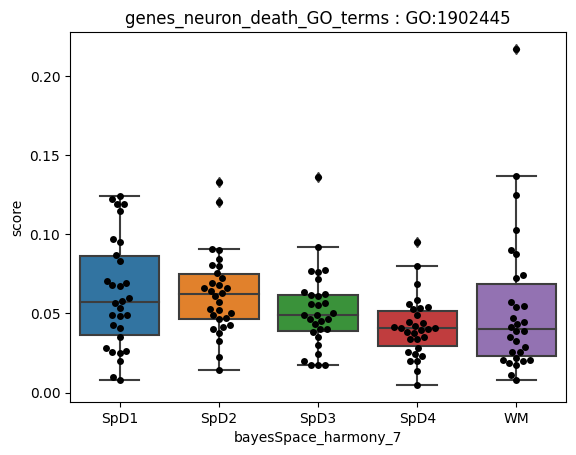 genes_neuron_death_GO_terms : GO:1902445
0.20
0.15
0.10
0.05
0.00
score
SpD1 SpD2 SpD3 SpD4 WM
bayesSpace_harmony_7